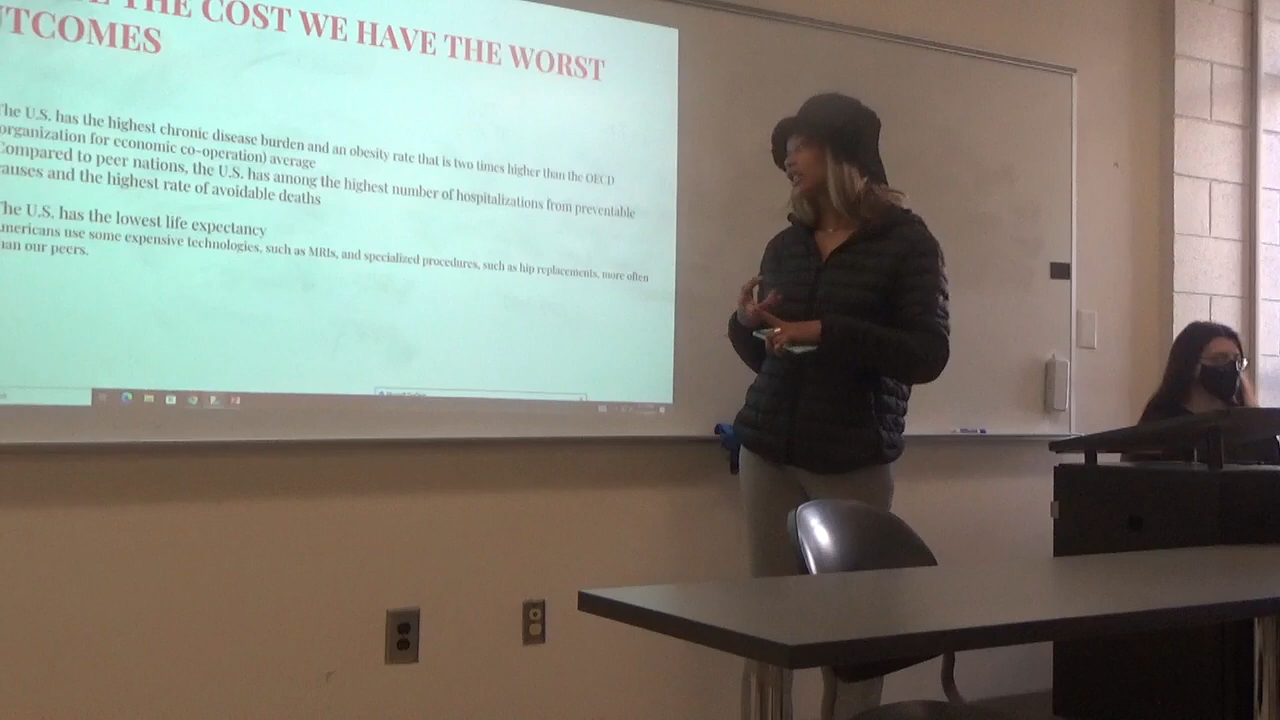 THE COST WE HAVE THE WORST
TCOMES
The U.S. has the highest chronic disease burden and an obesity rate that is two times higher than the OECD
organization for economic co-operation) average
Compared to peer nations, the U.S. has among the highest number of hospitalizations from preventable
auses and the highest rate of avoidable deaths
The U.S. has the lowest life expectancy
mericans use some expensive technologies, such as MRIs, and specialized procedures, such as hip replacements, more often
han our peers.